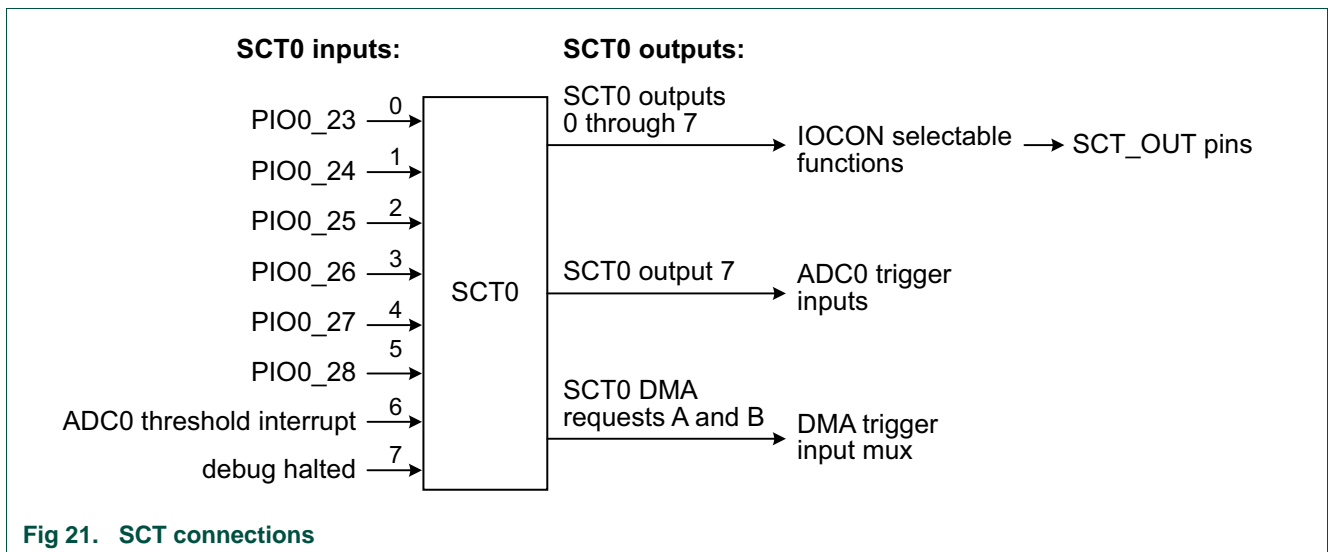 SCT0 inputs:
SCT0 outputs:
PIO0_23
0
PIO0_24
1
PIO0_25
2
PIO0_26
3
PIO0_27
4
PIO0_28
5
ADC0 threshold interrupt
6
debug halted
7
SCT0
SCT0 outputs
0 through 7
IOCON selectable
functions
SCT_OUT pins
SCT0 output 7
ADC0 trigger
inputs
SCT0 DMA
requests A and B
DMA trigger
input mux
Fig 21. SCT connections